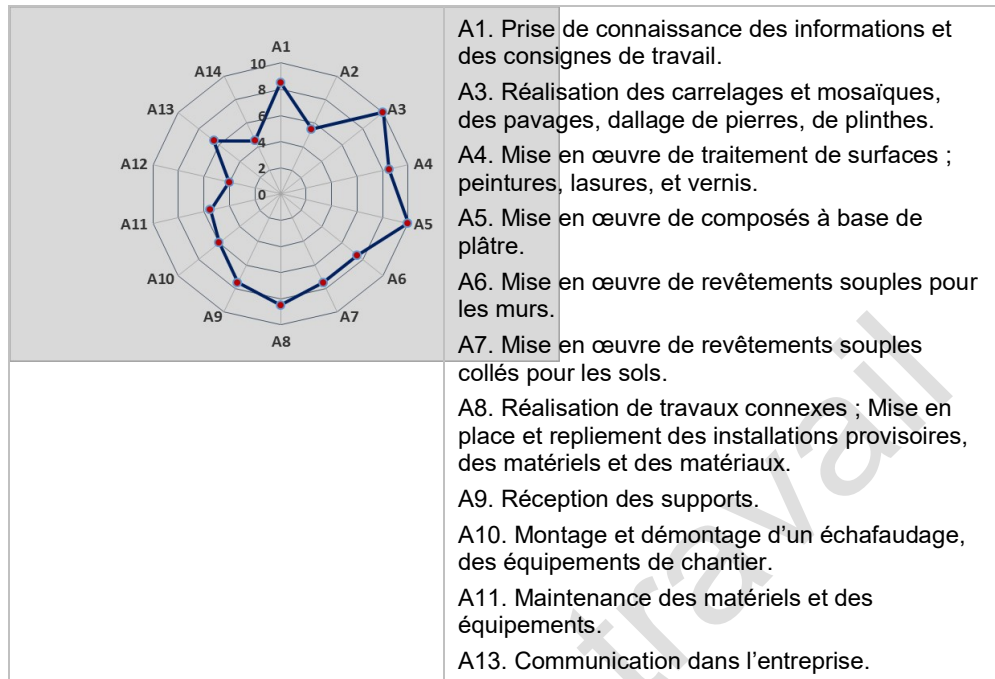 A1
A2
A3
A4
A5
A6
A7
A8
A9
A10
A11
A12
A13
A14
10
8
6
4
2
0
A1. Prise de connaissance des informations et
des consignes de travail.
A3. Réalisation des carrelages et mosaïques,
des pavages, dallage de pierres, de plinthes.
A4. Mise en œuvre de traitement de surfaces ;
peintures, lasures, et vernis.
A5. Mise en œuvre de composés à base de
plâtre.
A6. Mise en œuvre de revêtements souples pour
les murs.
A7. Mise en œuvre de revêtements souples
collés pour les sols.
A8. Réalisation de travaux connexes ; Mise en
place et repliement des installations provisoires,
des matériels et des matériaux.
A9. Réception des supports.
A10. Montage et démontage d'un échafaudage,
des équipements de chantier.
A11. Maintenance des matériels et des
équipements.
A13. Communication dans l'entreprise.
travail